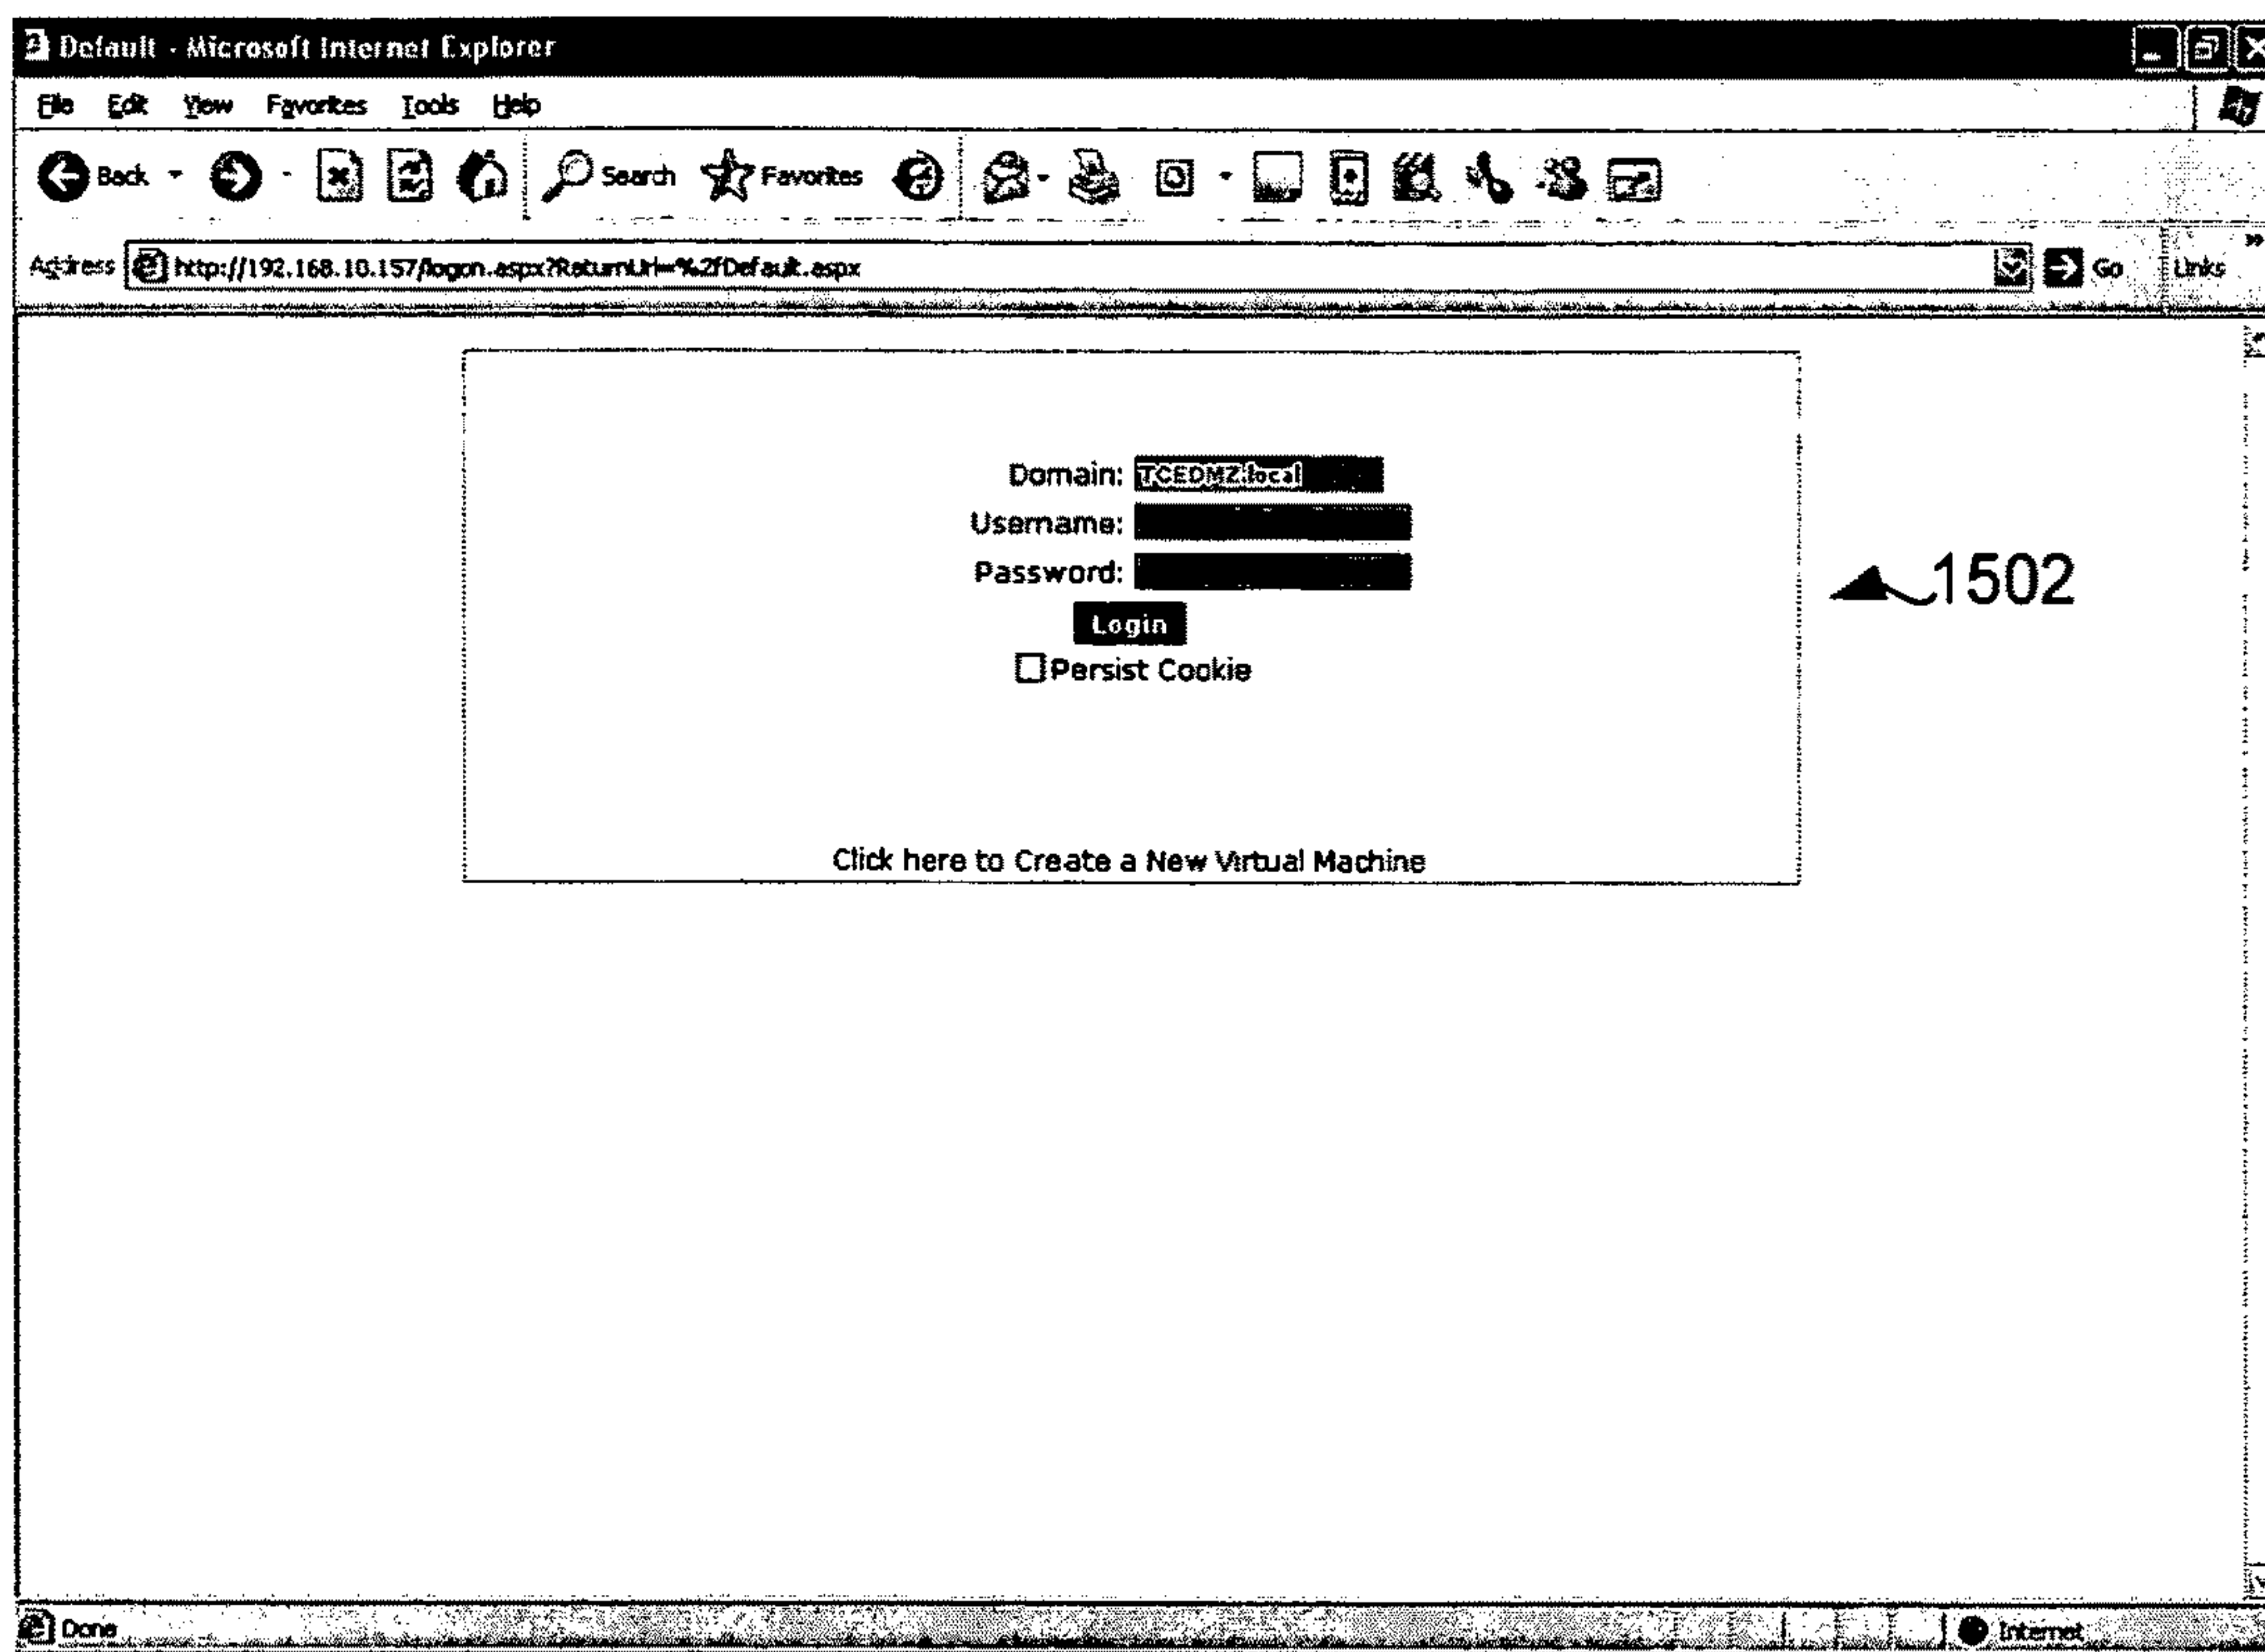 Default - Microsoft Internet Explorer
File Edit View Favorites Tools Help
Back Search Favorites
Address http://192.168.10.157/logon.aspx?ReturnUrl=%2fDefault.aspx Go Links »
Domain: TCEDMZ.local
Username:
Password:
1502
Login
Persist Cookie
Click here to Create a New Virtual Machine
Done Internet